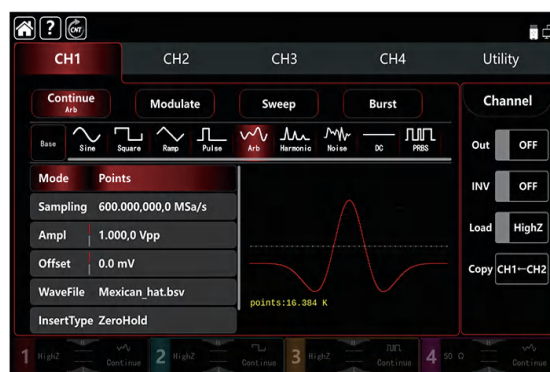 ? CNT
CH1 CH2 CH3 CH4 Utility
Continue Modulate Sweep Burst Channel
Arb
Base Sine Square Ramp Pulse Arb Harmonic Noise DC PRBS
Out OFF
Mode Points
INV OFF
Sampling 600.000,000,0 MSa/s
Ampl 1.000,0 Vpp
Load HighZ
Offset 0.0 mV
Copy CH1←CH2
WaveFile Mexican_hat.bsv
points:16.384 K
InsertType ZeroHold
1 HighZ Continue 2 HighZ Continue 3 HighZ Continue 4 50 Ω Continue